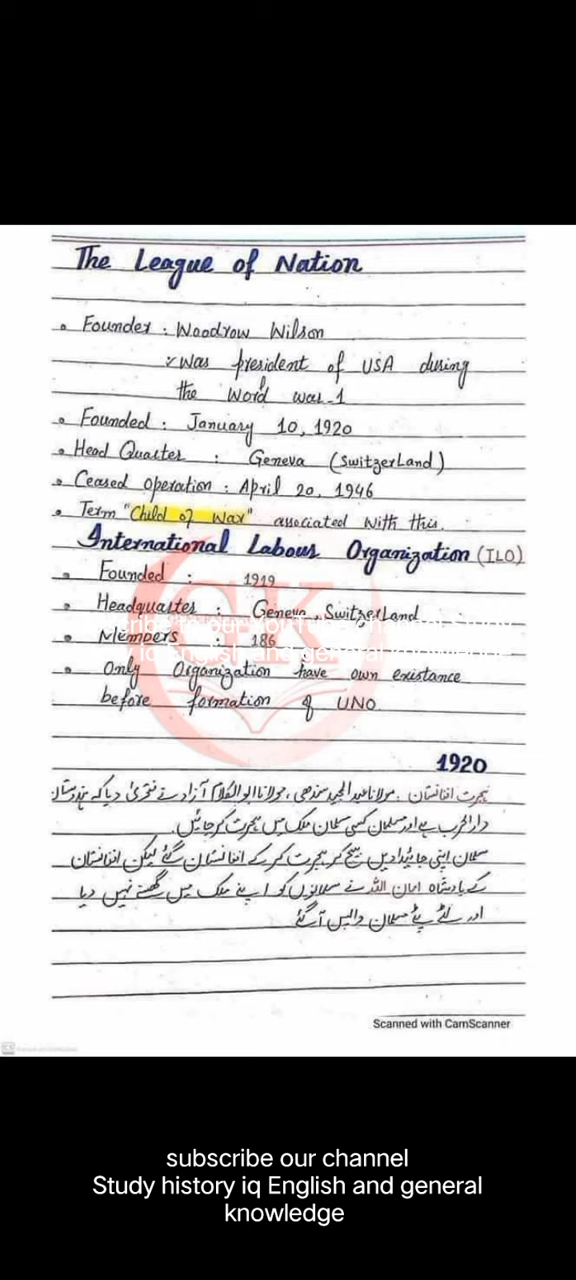 The League of Nation
Founder : Woodrow Wilson
Was president of USA during
the Word war-1
Founded : January 10, 1920
Head Quarter : Geneva (SwitzerLand)
Ceased operation : April 20, 1946
Term "Child of War" associated with this.
International Labour Organization (ILO)
Founded : 1919
Headquarter : Geneva SwitzerLand
Members : 186
Only Organization have own existance
before formation of UNO.
1920
ہجرت افغانستان . مولانا عبدالمجید سندھی ، مولانا ابوالکلام آزاد نے فتویٰ دیا کہ ہندوستان
دارالحرب ہے اور مسلمان کسی مسلمان ملک میں ہجرت کر جائیں۔
مسلمان اپنی جائیدادیں بیچ کر ہجرت کر کے افغانستان گئے لیکن افغانستان
کے بادشاہ امان اللہ نے مسلمانوں کو اپنے ملک میں گھسنے نہیں دیا
اور لٹے پٹے مسلمان واپس آ گئے
Scanned with CamScanner
subscribe our channel
Study history iq English and general
knowledge